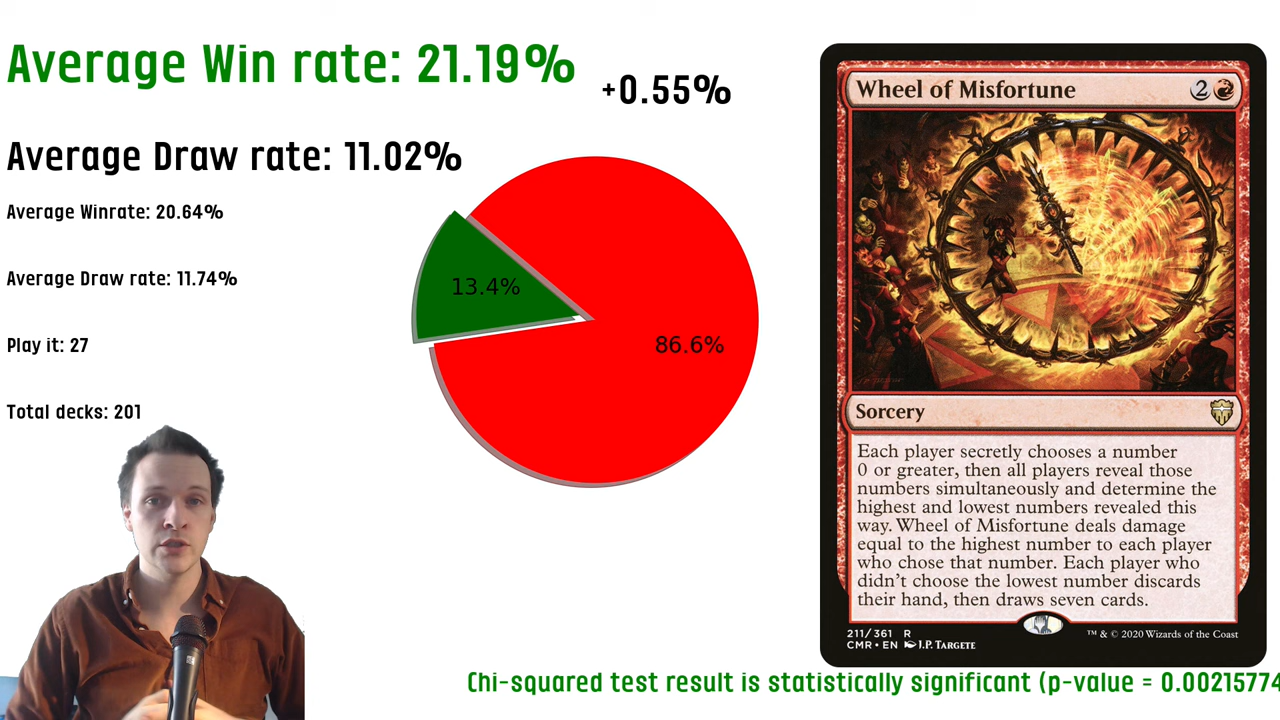 Average Win rate: 21.19%
+0.55%
Average Draw rate: 11.02%
Average Winrate: 20.64%
Average Draw rate: 11.74%
Play it: 27
Total decks: 201
13.4%
86.6%
Wheel of Misfortune 2
Sorcery
Each player secretly chooses a number
0 or greater, then all players reveal those
numbers simultaneously and determine the
highest and lowest numbers revealed this
way. Wheel of Misfortune deals damage
equal to the highest number to each player
who chose that number. Each player who
didn't choose the lowest number discards
their hand, then draws seven cards.
211/361 R
CMR • EN J.P. TARGETE
™ & © 2020 Wizards of the Coast
Chi-squared test result is statistically significant (p-value = 0.00215774